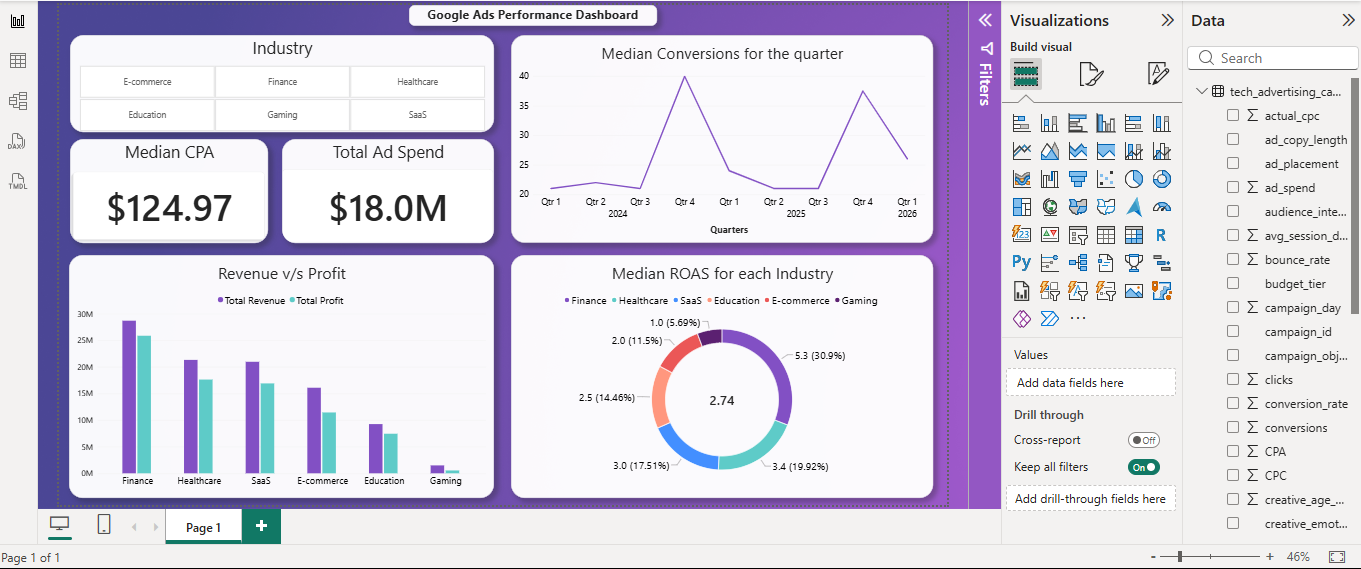 Google Ads Performance Dashboard
Industry
E-commerce Finance Healthcare
Education Gaming SaaS
Median CPA
$124.97
Total Ad Spend
$18.0M
Median Conversions for the quarter
40
35
30
25
20
Qtr 1 Qtr 2 Qtr 3 Qtr 4 Qtr 1 Qtr 2 Qtr 3 Qtr 4 Qtr 1
2024 2025 2026
Quarters
Revenue v/s Profit
Total Revenue Total Profit
30M
25M
20M
15M
10M
5M
0M
Finance Healthcare SaaS E-commerce Education Gaming
Median ROAS for each Industry
Finance Healthcare SaaS Education E-commerce Gaming
1.0 (5.69%)
2.0 (11.5%)
5.3 (30.9%)
2.5 (14.46%)
2.74
3.0 (17.51%)
3.4 (19.92%)
DAX
TMDL
Page 1
+
Page 1 of 1
Filters
Visualizations
Build visual
123
R
Py
...
Values
Add data fields here
Drill through
Cross-report Off
Keep all filters On
Add drill-through fields here
Data
Search
tech_advertising_ca...
actual_cpc
ad_copy_length
ad_placement
ad_spend
audience_inte...
avg_session_d...
bounce_rate
budget_tier
campaign_day
campaign_id
campaign_obj...
clicks
conversion_rate
conversions
CPA
CPC
creative_age_...
creative_emot...
- + 46%